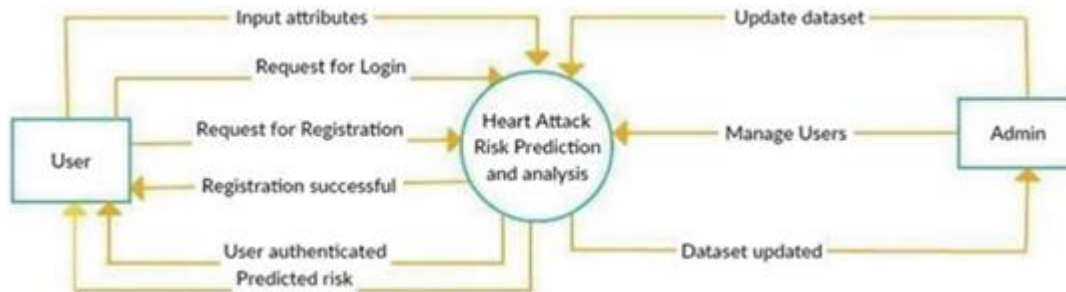 Input attributes
Update dataset
Request for Login
Request for Registration
Heart Attack
Risk Prediction
and analysis
Manage Users
Admin
User
Registration successful
User authenticated
Predicted risk
Dataset updated